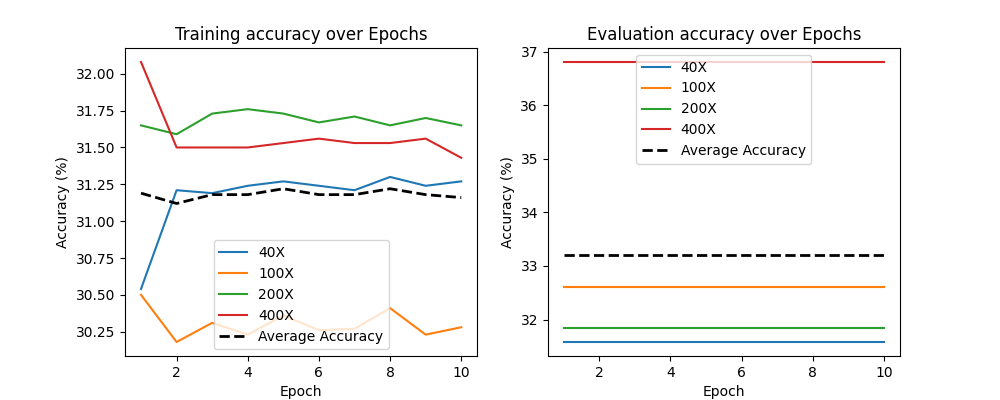 Training accuracy over Epochs
Accuracy (%)
32.00
31.75
31.50
31.25
31.00
30.75
30.50
30.25
40X
100X
200X
400X
Average Accuracy
2
4
6
8
10
Epoch
Evaluation accuracy over Epochs
Accuracy (%)
37
36
35
34
33
32
40X
100X
200X
400X
Average Accuracy
2
4
6
8
10
Epoch